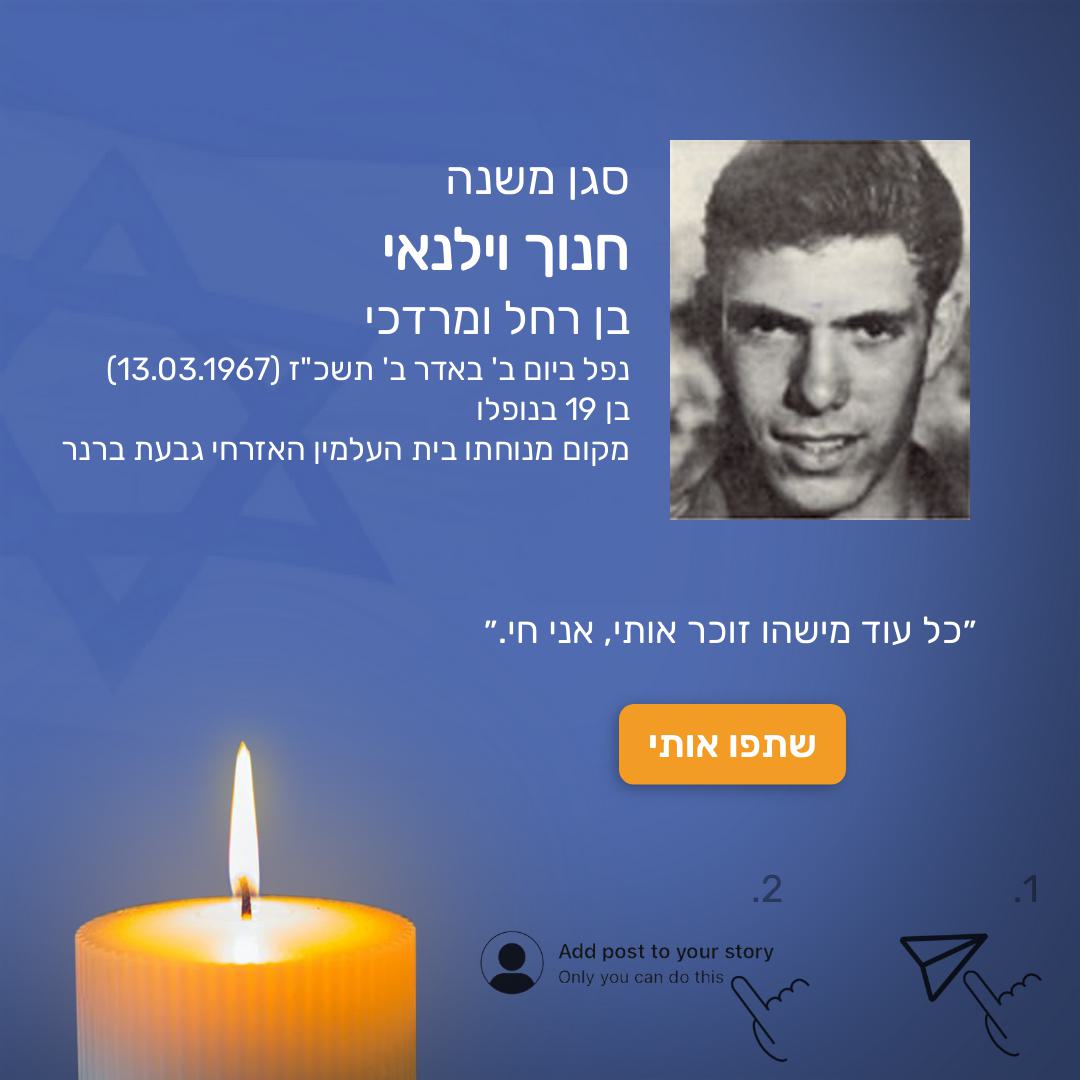 סגן משנה
חנוך וילנאי
בן רחל ומרדכי
נפל ביום ב' באדר ב' תשכ"ז (13.03.1967)
בן 19 בנופלו
מקום מנוחתו בית העלמין האזרחי גבעת ברנר
"כל עוד מישהו זוכר אותי, אני חי."
שתפו אותי
1.
2.
Add post to your story
Only you can do this